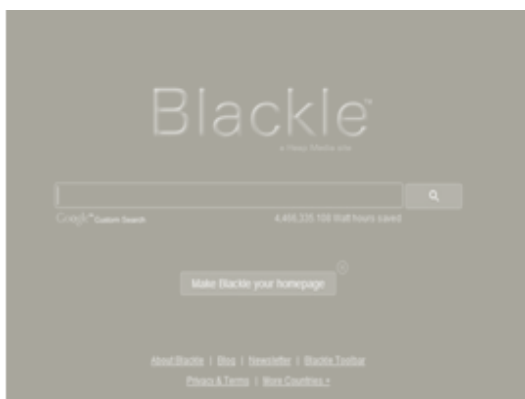 Blackle™
a Heap Media site
Google™ Custom Search
4,466,335.108 Watt hours saved
Make Blackle your homepage
About Blackle | Blog | Newsletter | Blackle Toolbar
Privacy & Terms | More Countries +